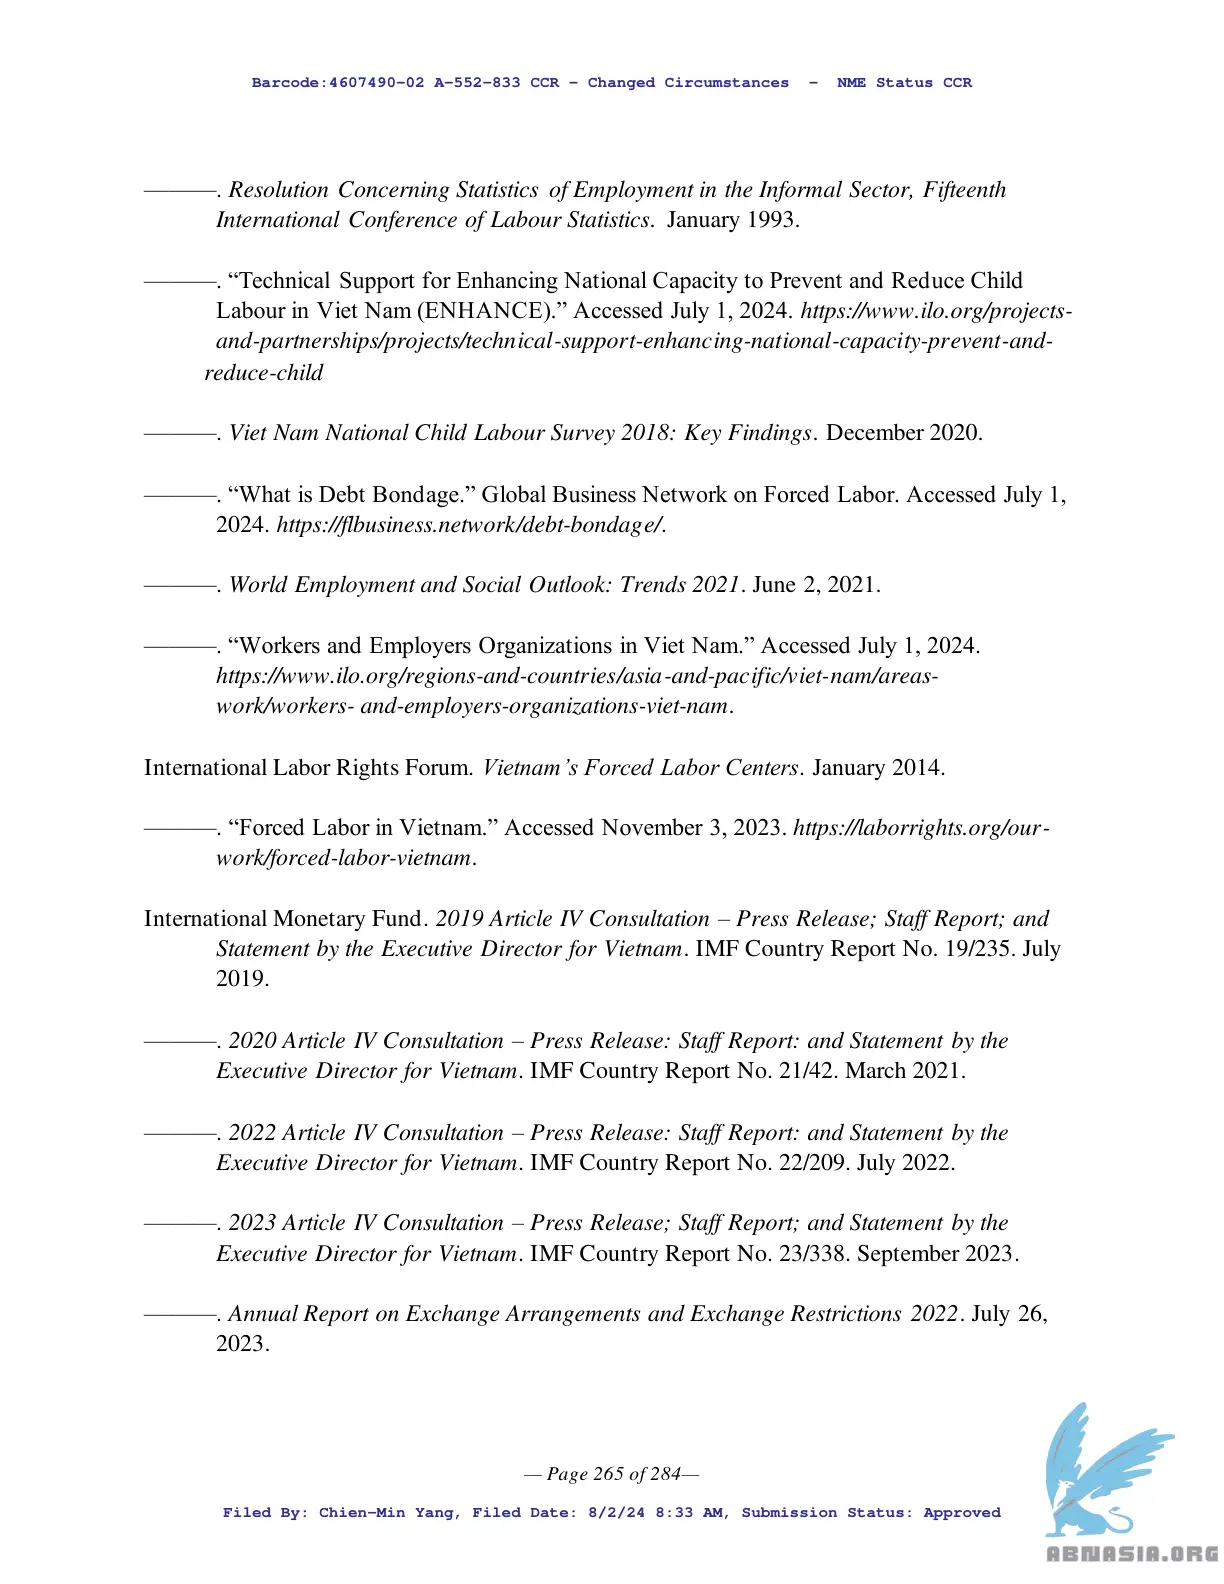 Barcode:4607490-02 A-552-833 CCR - Changed Circumstances - NME Status CCR
———. Resolution Concerning Statistics of Employment in the Informal Sector, Fifteenth
International Conference of Labour Statistics. January 1993.
———. “Technical Support for Enhancing National Capacity to Prevent and Reduce Child
Labour in Viet Nam (ENHANCE).” Accessed July 1, 2024. https://www.ilo.org/projects-
and-partnerships/projects/technical-support-enhancing-national-capacity-prevent-and-
reduce-child
———. Viet Nam National Child Labour Survey 2018: Key Findings. December 2020.
———. “What is Debt Bondage.” Global Business Network on Forced Labor. Accessed July 1,
2024. https://flbusiness.network/debt-bondage/.
———. World Employment and Social Outlook: Trends 2021. June 2, 2021.
———. “Workers and Employers Organizations in Viet Nam.” Accessed July 1, 2024.
https://www.ilo.org/regions-and-countries/asia-and-pacific/viet-nam/areas-
work/workers- and-employers-organizations-viet-nam.
International Labor Rights Forum. Vietnam’s Forced Labor Centers. January 2014.
———. “Forced Labor in Vietnam.” Accessed November 3, 2023. https://laborrights.org/our-
work/forced-labor-vietnam.
International Monetary Fund. 2019 Article IV Consultation – Press Release; Staff Report; and
Statement by the Executive Director for Vietnam. IMF Country Report No. 19/235. July
2019.
———. 2020 Article IV Consultation – Press Release: Staff Report: and Statement by the
Executive Director for Vietnam. IMF Country Report No. 21/42. March 2021.
———. 2022 Article IV Consultation – Press Release: Staff Report: and Statement by the
Executive Director for Vietnam. IMF Country Report No. 22/209. July 2022.
———. 2023 Article IV Consultation – Press Release; Staff Report; and Statement by the
Executive Director for Vietnam. IMF Country Report No. 23/338. September 2023.
———. Annual Report on Exchange Arrangements and Exchange Restrictions 2022. July 26,
2023.
— Page 265 of 284—
Filed By: Chien-Min Yang, Filed Date: 8/2/24 8:33 AM, Submission Status: Approved
ABNASIA.ORG